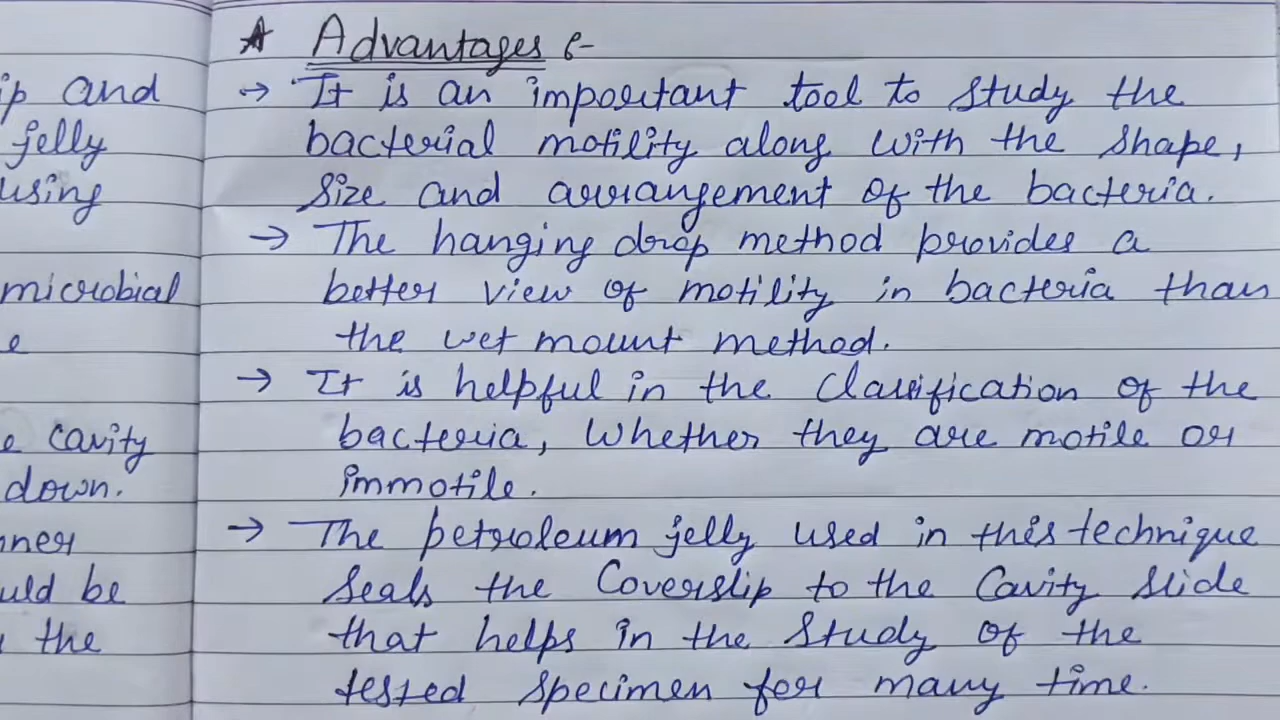 ip and
jelly
using
microbial
e
e cavity
down.
nner
uld be
the
★ Advantages :-
→ It is an important tool to study the
bacterial motility along with the shape,
size and arrangement of the bacteria.
→ The hanging drop method provides a
better view of motility in bacteria than
the wet mount method.
→ It is helpful in the classification of the
bacteria, whether they are motile or
immotile.
→ The petroleum jelly used in this technique
seals the coverslip to the cavity slide
that helps in the study of the
tested specimen for many time.